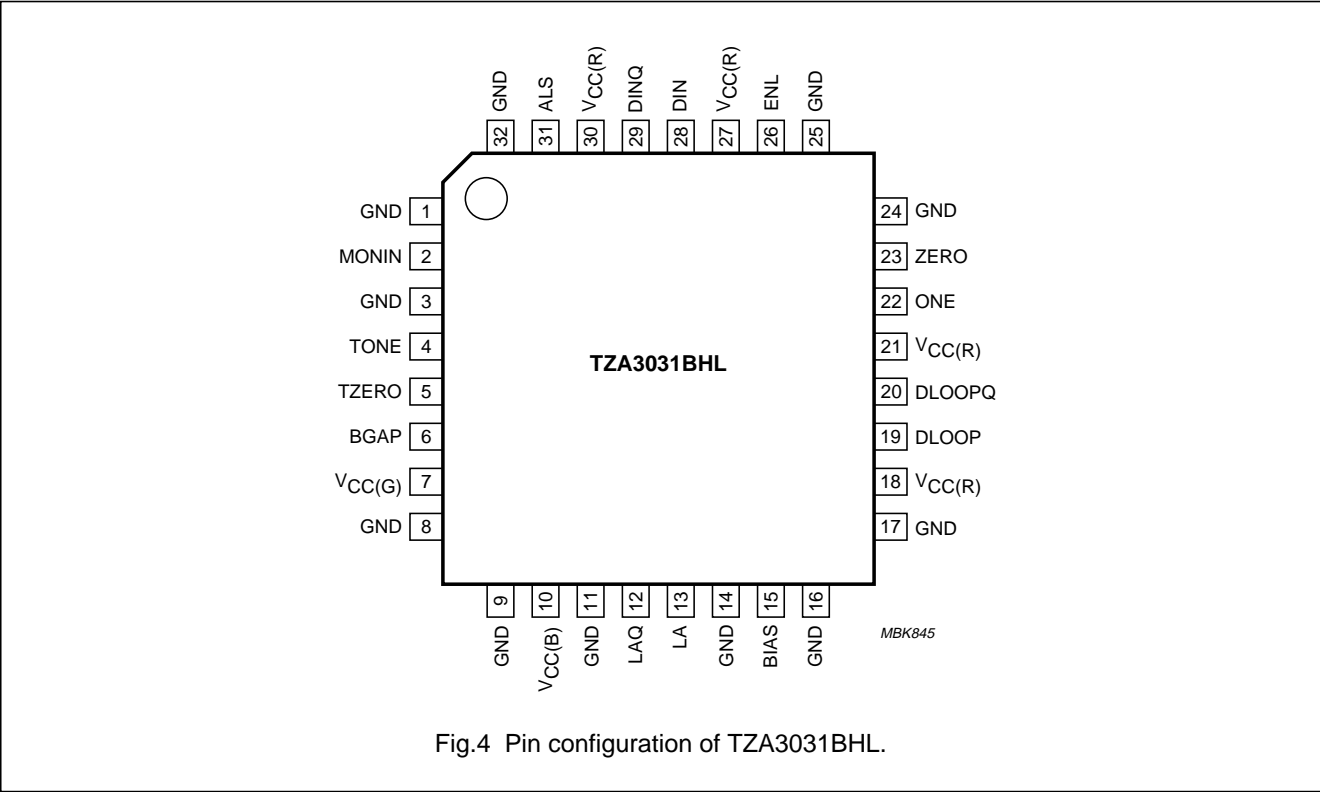 32 GND
31 ALS
30 VCC(R)
29 DINQ
28 DIN
27 VCC(R)
26 ENL
25 GND
GND 1
MONIN 2
GND 3
TONE 4
TZERO 5
BGAP 6
VCC(G) 7
GND 8
TZA3031BHL
24 GND
23 ZERO
22 ONE
21 VCC(R)
20 DLOOPQ
19 DLOOP
18 VCC(R)
17 GND
GND 9
VCC(B) 10
GND 11
LAQ 12
LA 13
GND 14
BIAS 15
GND 16
MBK845
Fig.4 Pin configuration of TZA3031BHL.